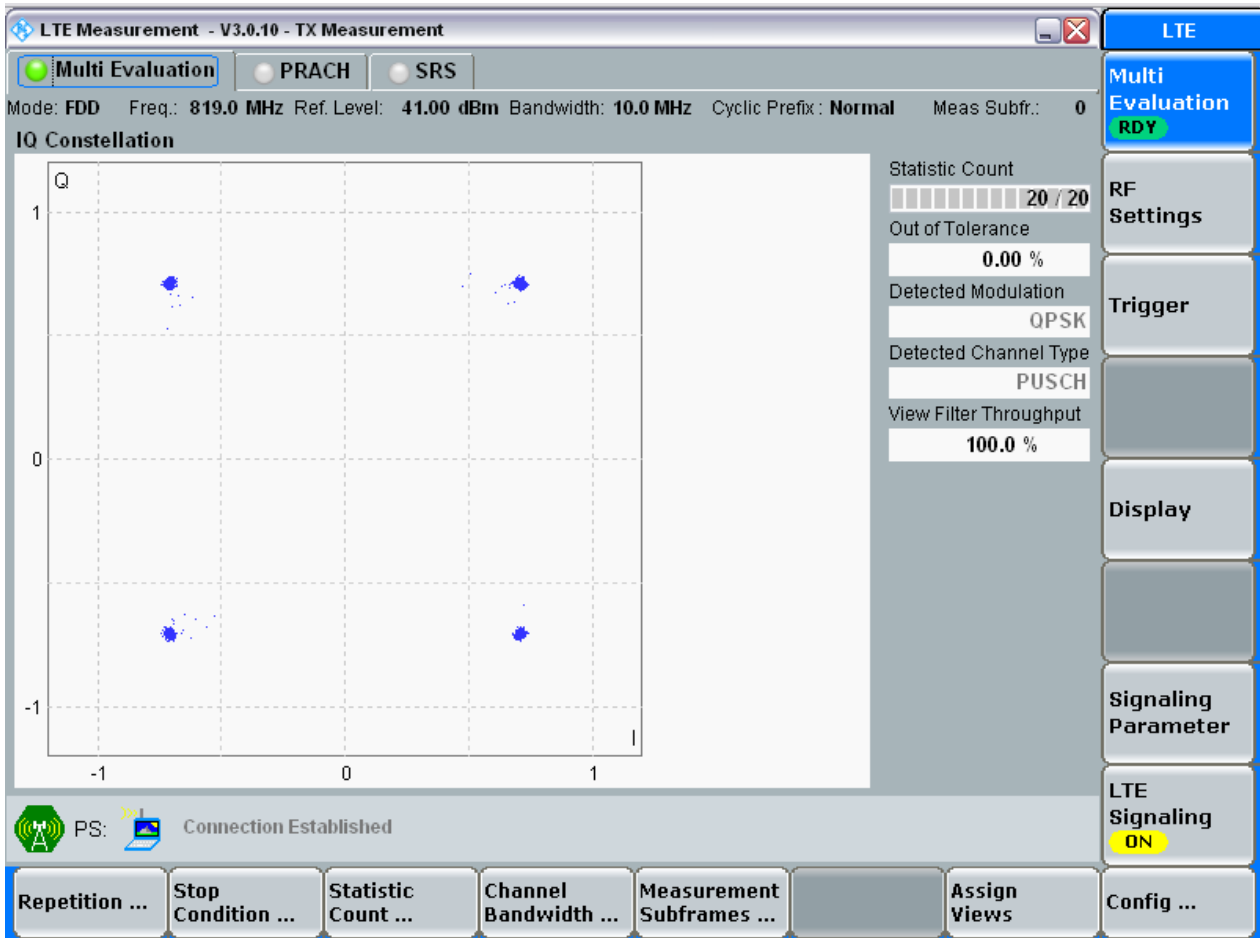 LTE Measurement - V3.0.10 - TX Measurement
LTE
Multi Evaluation
PRACH
SRS
Mode: FDD Freq.: 819.0 MHz Ref. Level: 41.00 dBm Bandwidth: 10.0 MHz Cyclic Prefix : Normal Meas Subfr.: 0
IQ Constellation
Q
1
0
-1
I
-1
0
1
Statistic Count
20 / 20
Out of Tolerance
0.00 %
Detected Modulation
QPSK
Detected Channel Type
PUSCH
View Filter Throughput
100.0 %
Multi
Evaluation
RDY
RF
Settings
Trigger
Display
Signaling
Parameter
LTE
Signaling
ON
PS:
Connection Established
Repetition ...
Stop
Condition ...
Statistic
Count ...
Channel
Bandwidth ...
Measurement
Subframes ...
Assign
Views
Config ...